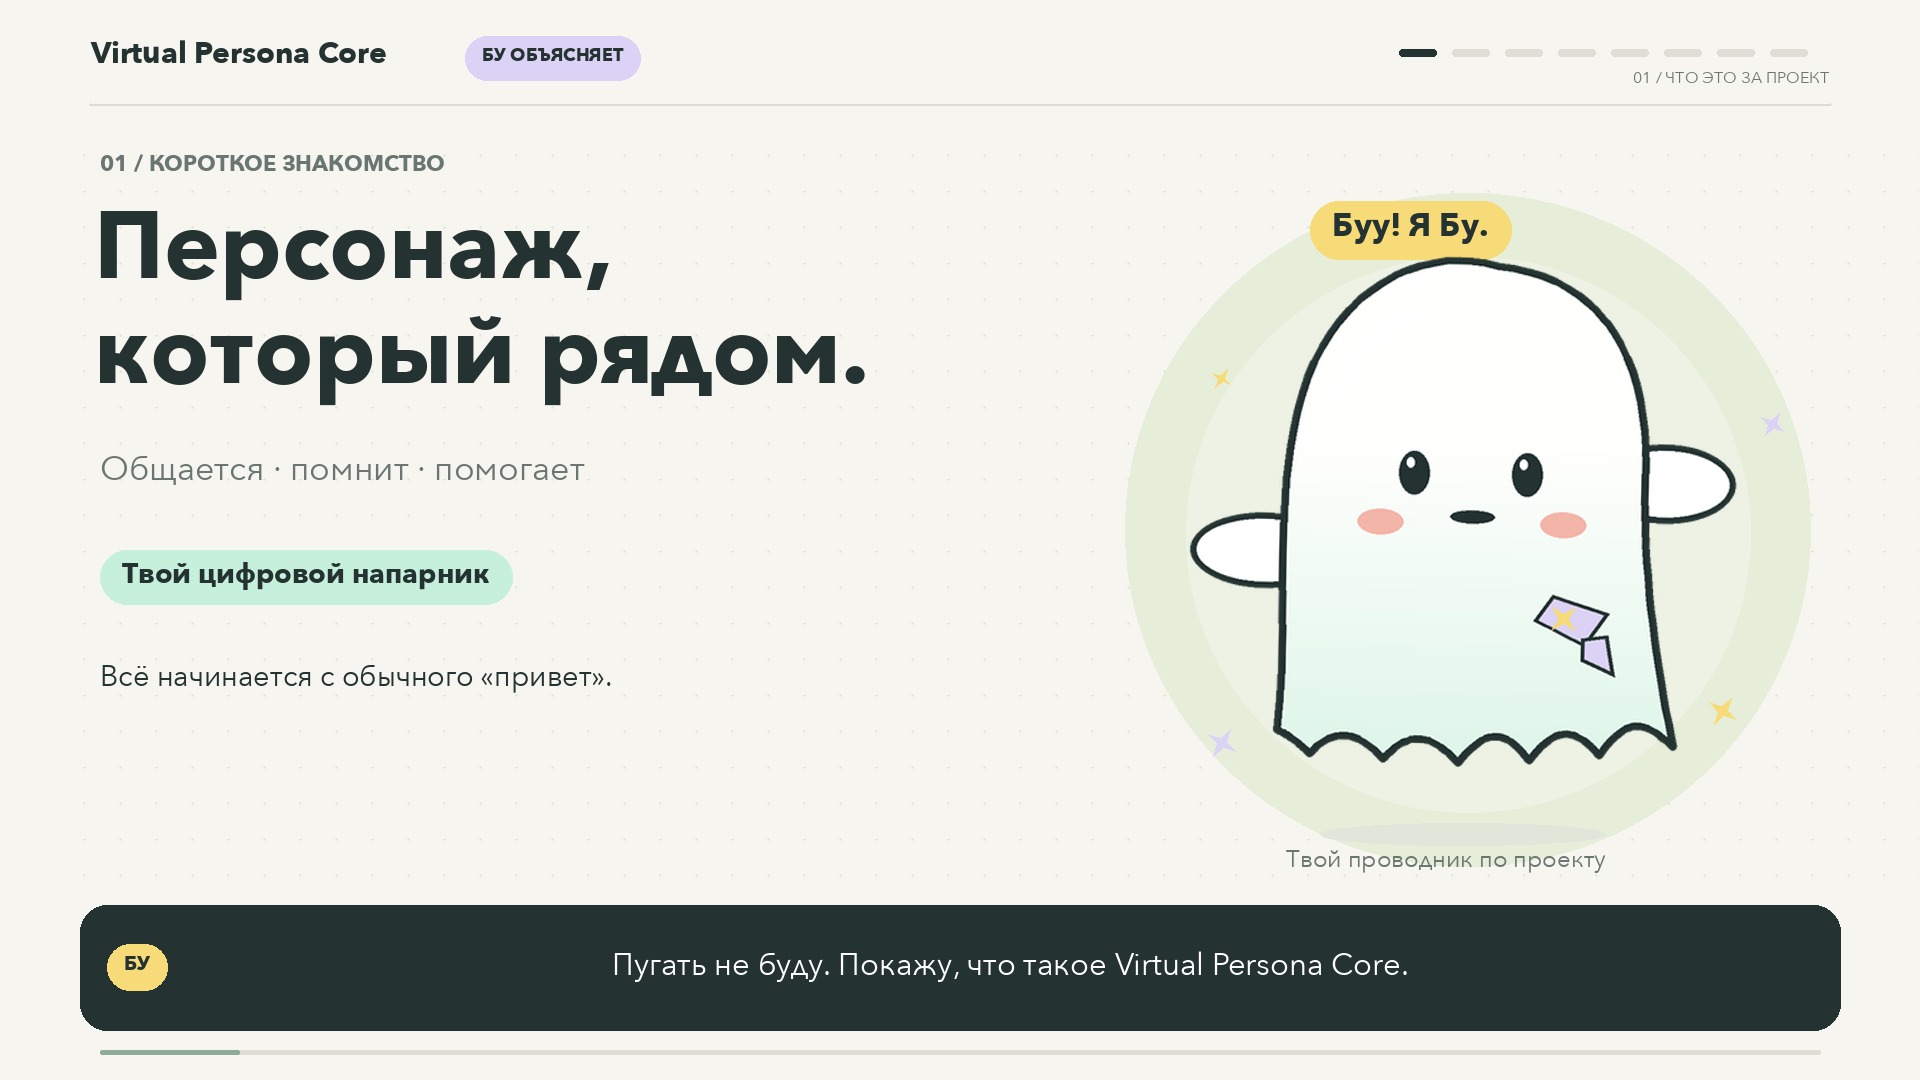 Virtual Persona Core
БУ ОБЪЯСНЯЕТ
01 / ЧТО ЭТО ЗА ПРОЕКТ
01 / КОРОТКОЕ ЗНАКОМСТВО
Персонаж,
который рядом.
Общается · помнит · помогает
Твой цифровой напарник
Всё начинается с обычного «привет».
Буу! Я Бу.
Твой проводник по проекту
БУ
Пугать не буду. Покажу, что такое Virtual Persona Core.